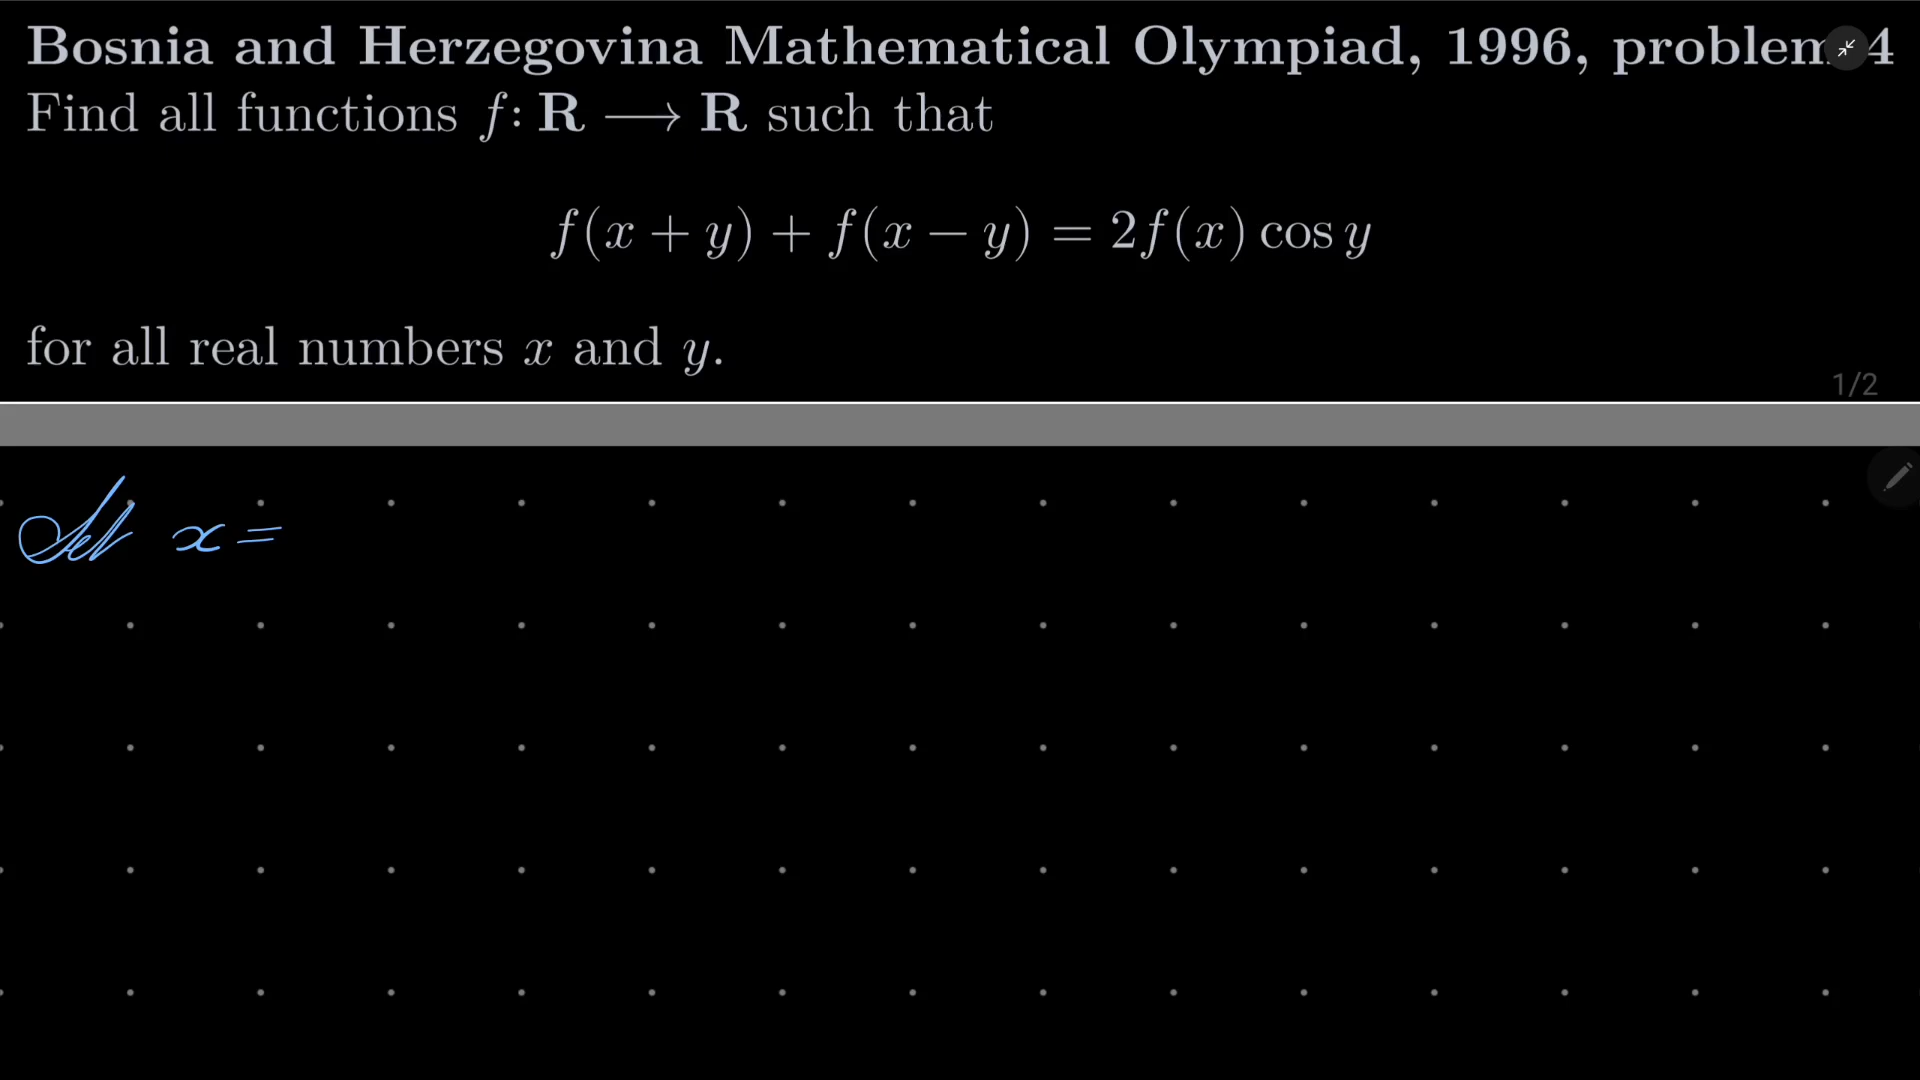 Bosnia and Herzegovina Mathematical Olympiad, 1996, problem 4
Find all functions f: R ⟶ R such that
f(x + y) + f(x − y) = 2f(x) cos y
for all real numbers x and y.
1/2
Set x =